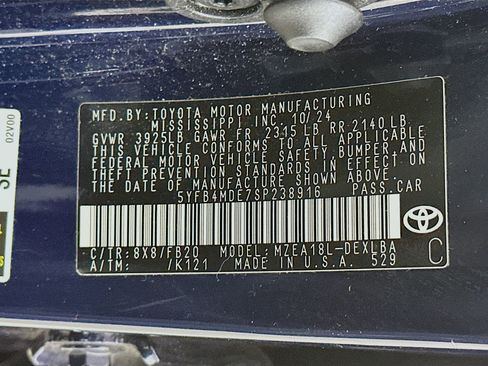 MFD. BY: TOYOTA MOTOR MANUFACTURING
MISSISSIPPI INC. 10/24
GVWR 3925LB GAWR FR 2315 LB RR 2140 LB
THIS VEHICLE CONFORMS TO ALL APPLICABLE
FEDERAL MOTOR VEHICLE SAFETY, BUMPER, AND
THEFT PREVENTION STANDARDS IN EFFECT ON
THE DATE OF MANUFACTURE SHOWN ABOVE.
5YFB4MDE7SP238916 PASS.CAR
C/TR: 8X8/FB20 MODEL: MZEA18L-DEXLBA
A/TM: /K121 MADE IN U.S.A. 529
C
02V00
SE